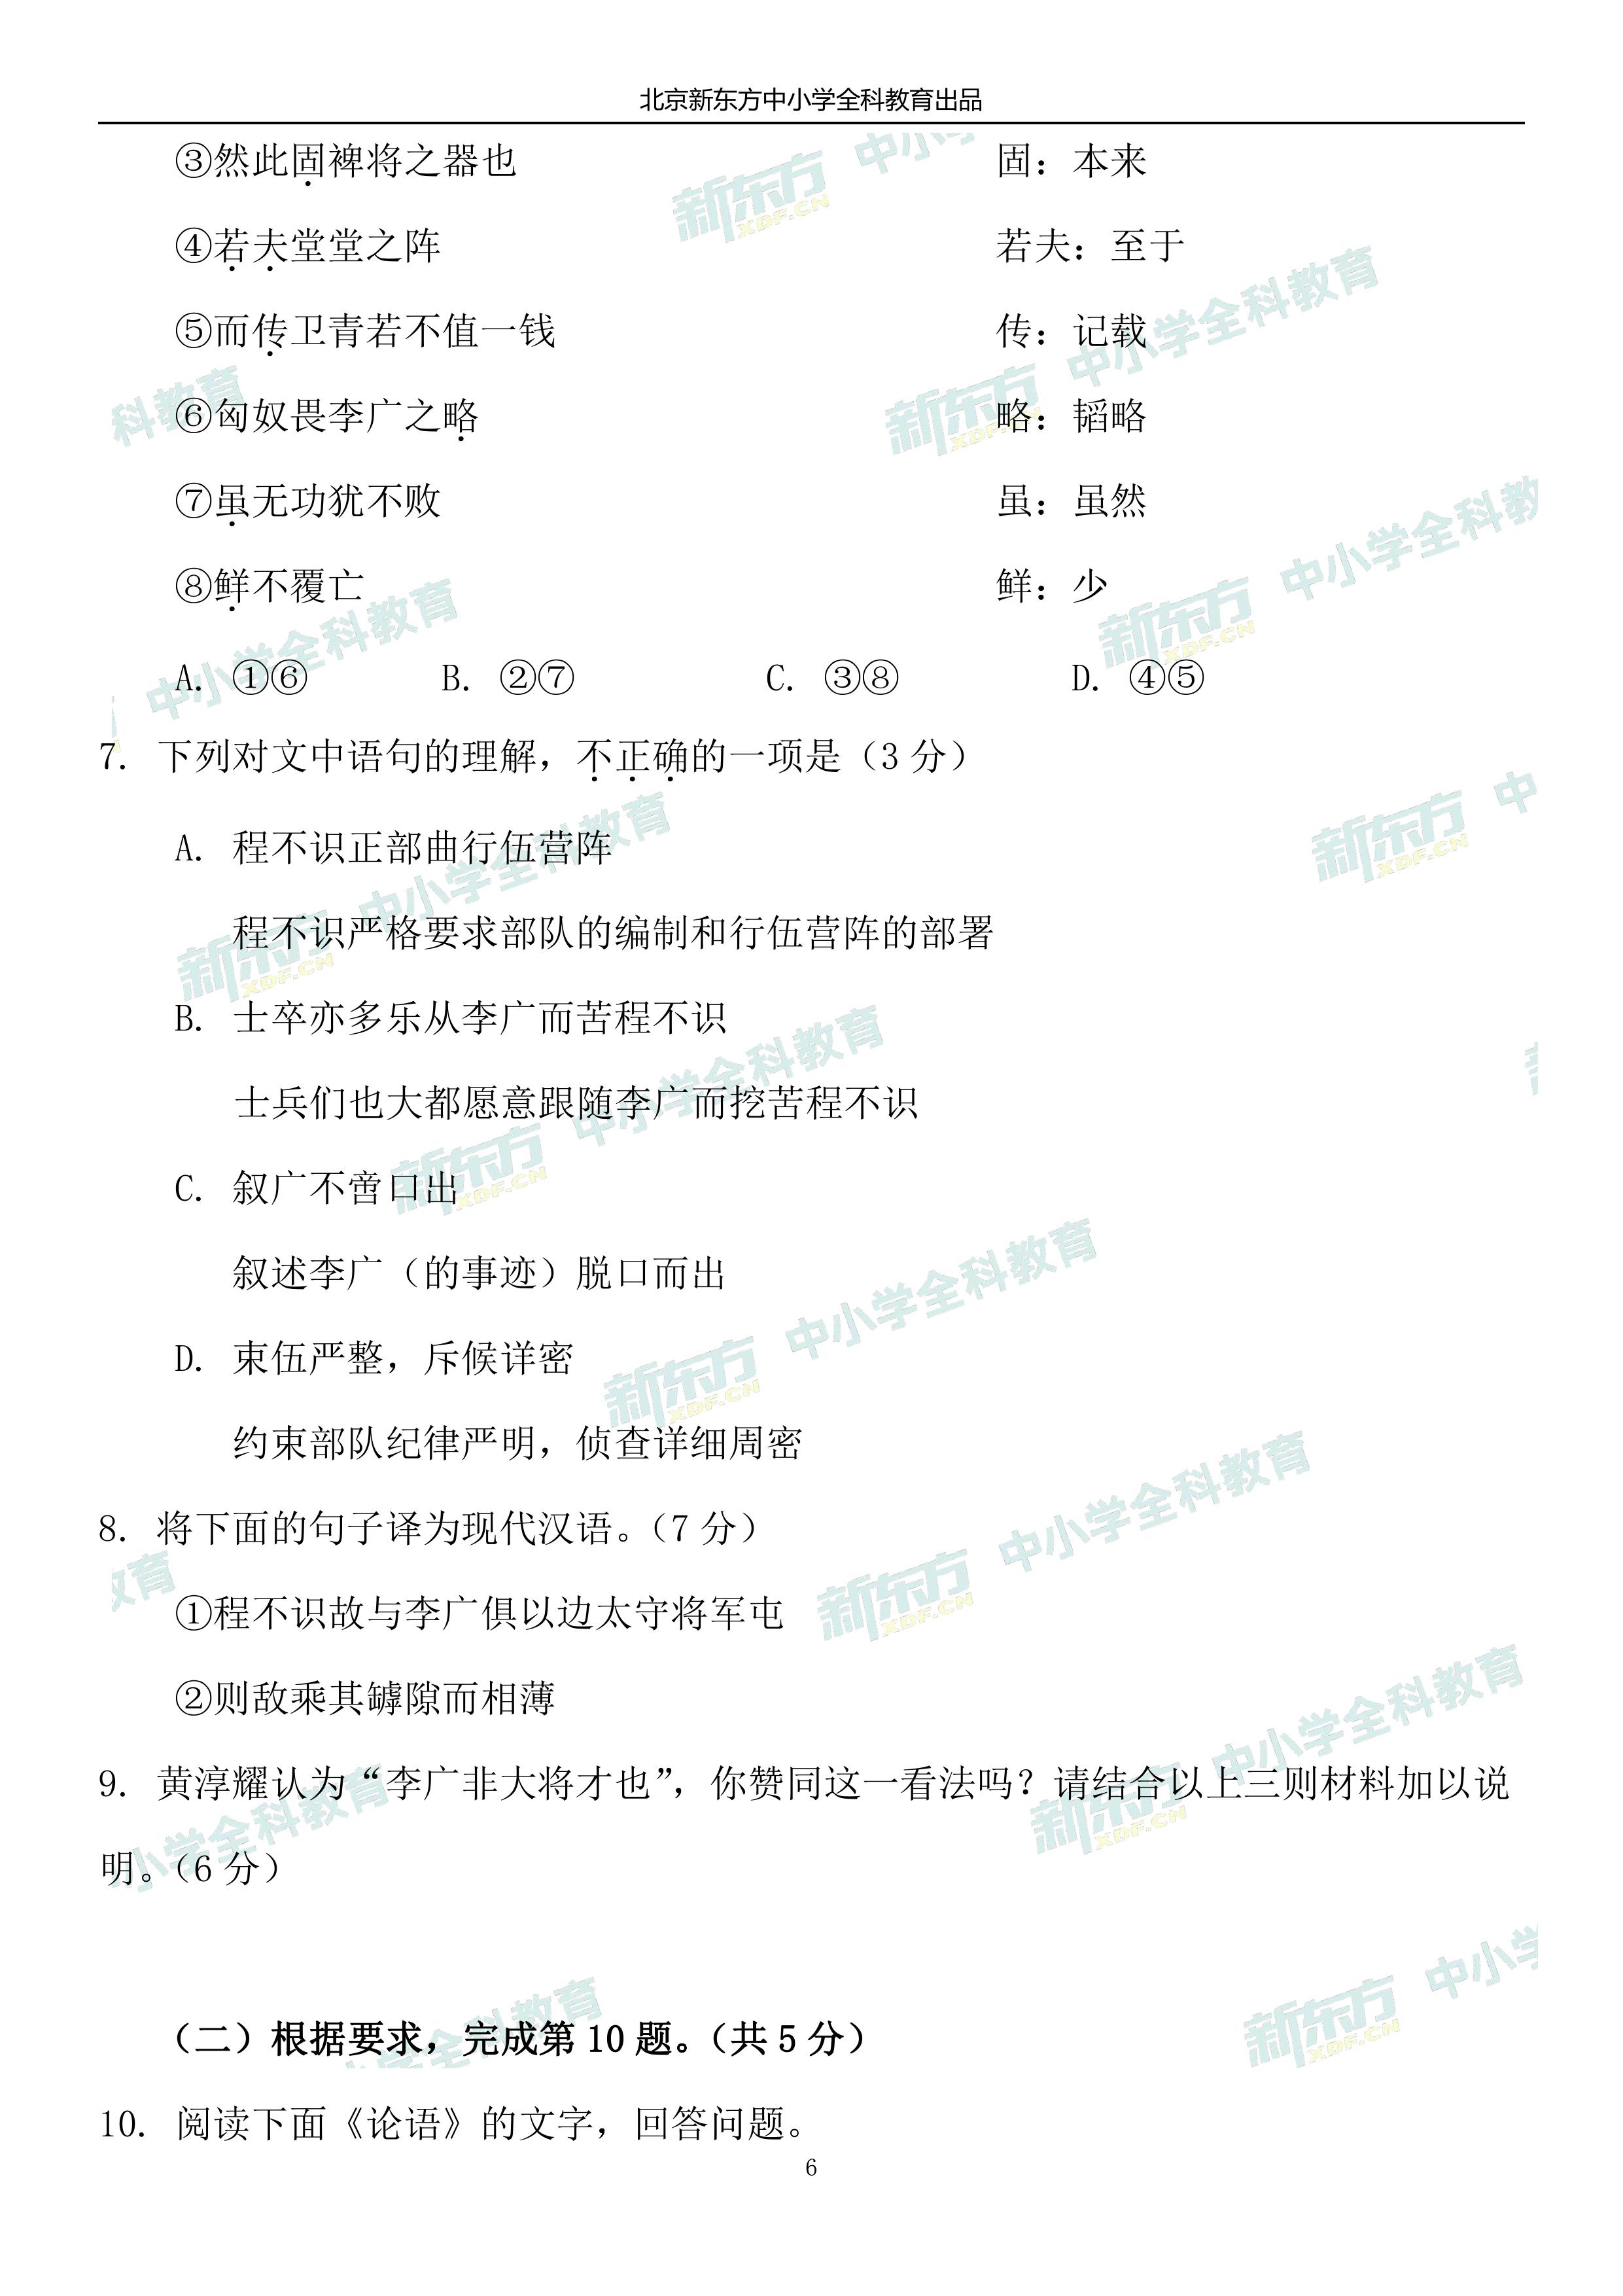 北京新东方中小学全科教育出品
③然此固裨将之器也 固：本来
④若夫堂堂之阵 若夫：至于
⑤而传卫青若不值一钱 传：记载
⑥匈奴畏李广之略 略：韬略
⑦虽无功犹不败 虽：虽然
⑧鲜不覆亡 鲜：少
A. ①⑥ B. ②⑦ C. ③⑧ D. ④⑤
7. 下列对文中语句的理解，不正确的一项是（3 分）
A. 程不识正部曲行伍营阵
程不识严格要求部队的编制和行伍营阵的部署
B. 士卒亦多乐从李广而苦程不识
士兵们也大都愿意跟随李广而挖苦程不识
C. 叙广不啻口出
叙述李广（的事迹）脱口而出
D. 束伍严整，斥候详密
约束部队纪律严明，侦查详细周密
8. 将下面的句子译为现代汉语。（7 分）
①程不识故与李广俱以边太守将军屯
②则敌乘其罅隙而相薄
9. 黄淳耀认为“李广非大将才也”，你赞同这一看法吗？请结合以上三则材料加以说
明。（6 分）
（二）根据要求，完成第 10 题。（共 5 分）
10. 阅读下面《论语》的文字，回答问题。
6